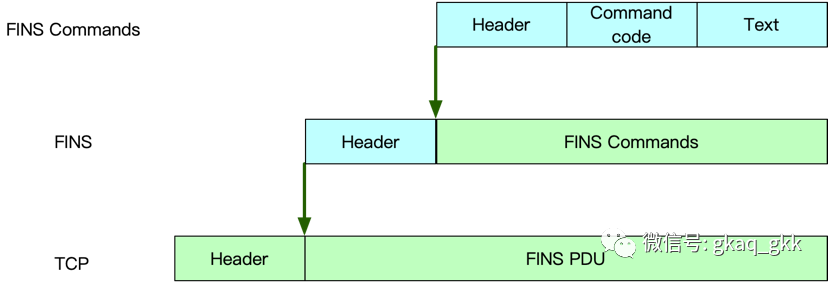 FINS Commands
Header
Command
code
Text
FINS
Header
FINS Commands
TCP
Header
FINS PDU
微信号: gkaq_gkk